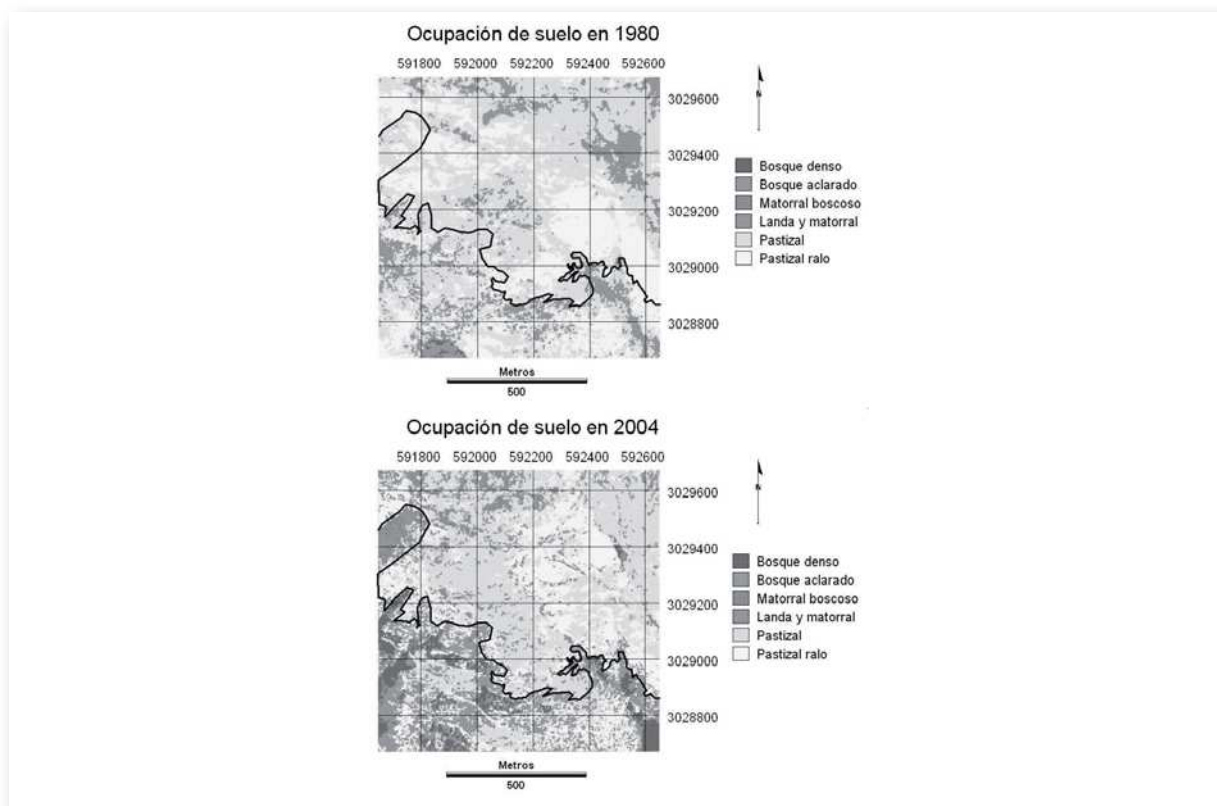 Ocupación de suelo en 1980
591800 592000 592200 592400 592600
3029600
3029400
3029200
3029000
3028800
N
Bosque denso
Bosque aclarado
Matorral boscoso
Landa y matorral
Pastizal
Pastizal ralo
Metros
500
Ocupación de suelo en 2004
591800 592000 592200 592400 592600
3029600
3029400
3029200
3029000
3028800
N
Bosque denso
Bosque aclarado
Matorral boscoso
Landa y matorral
Pastizal
Pastizal ralo
Metros
500